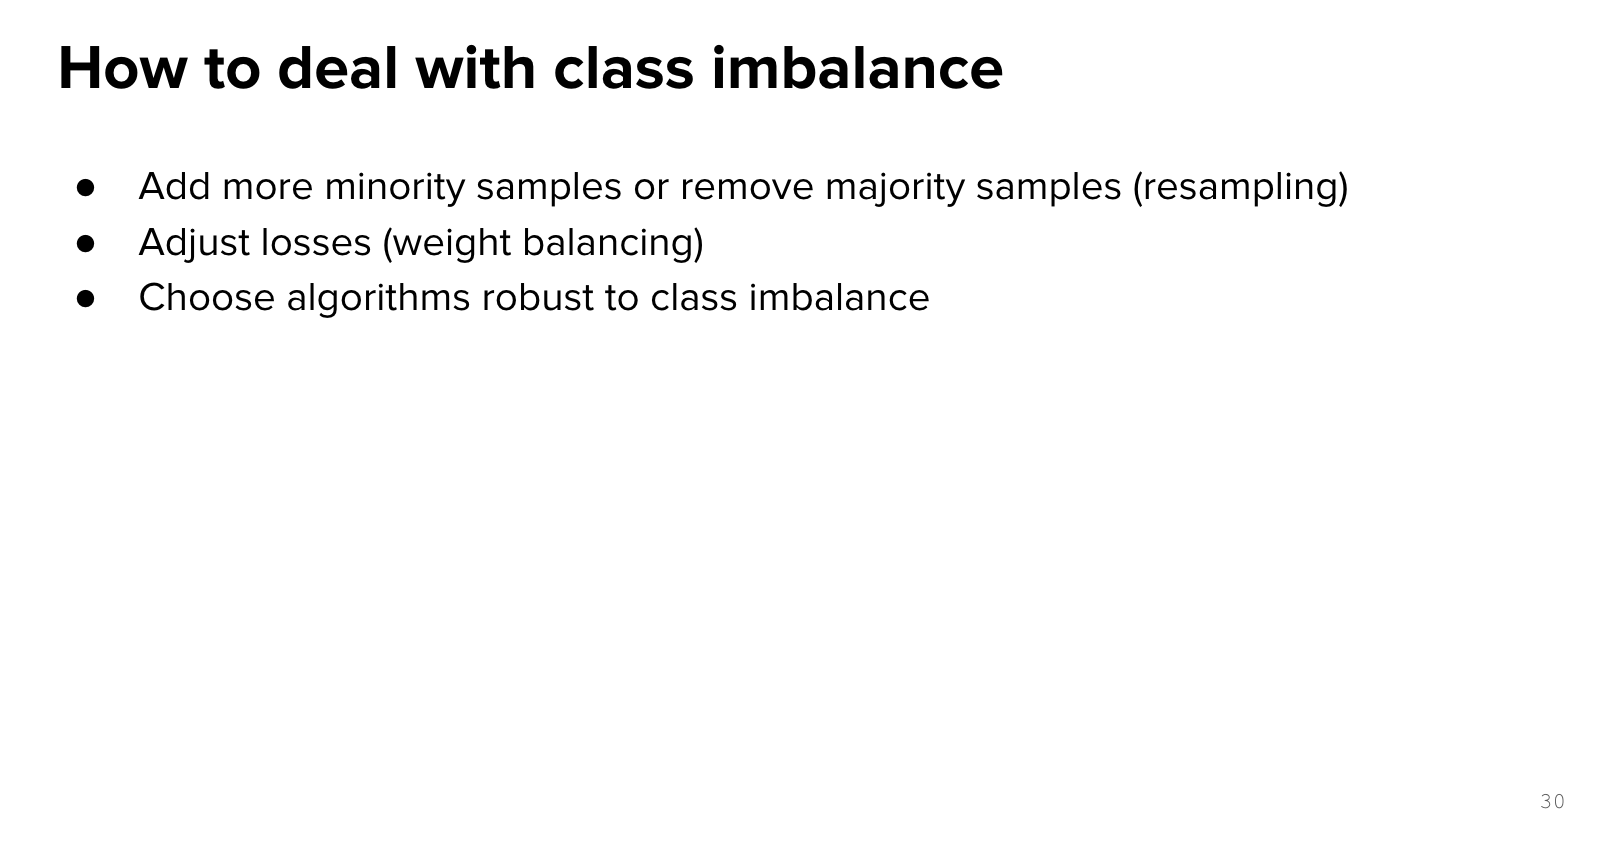 How to deal with class imbalance
● Add more minority samples or remove majority samples (resampling)
● Adjust losses (weight balancing)
● Choose algorithms robust to class imbalance
30